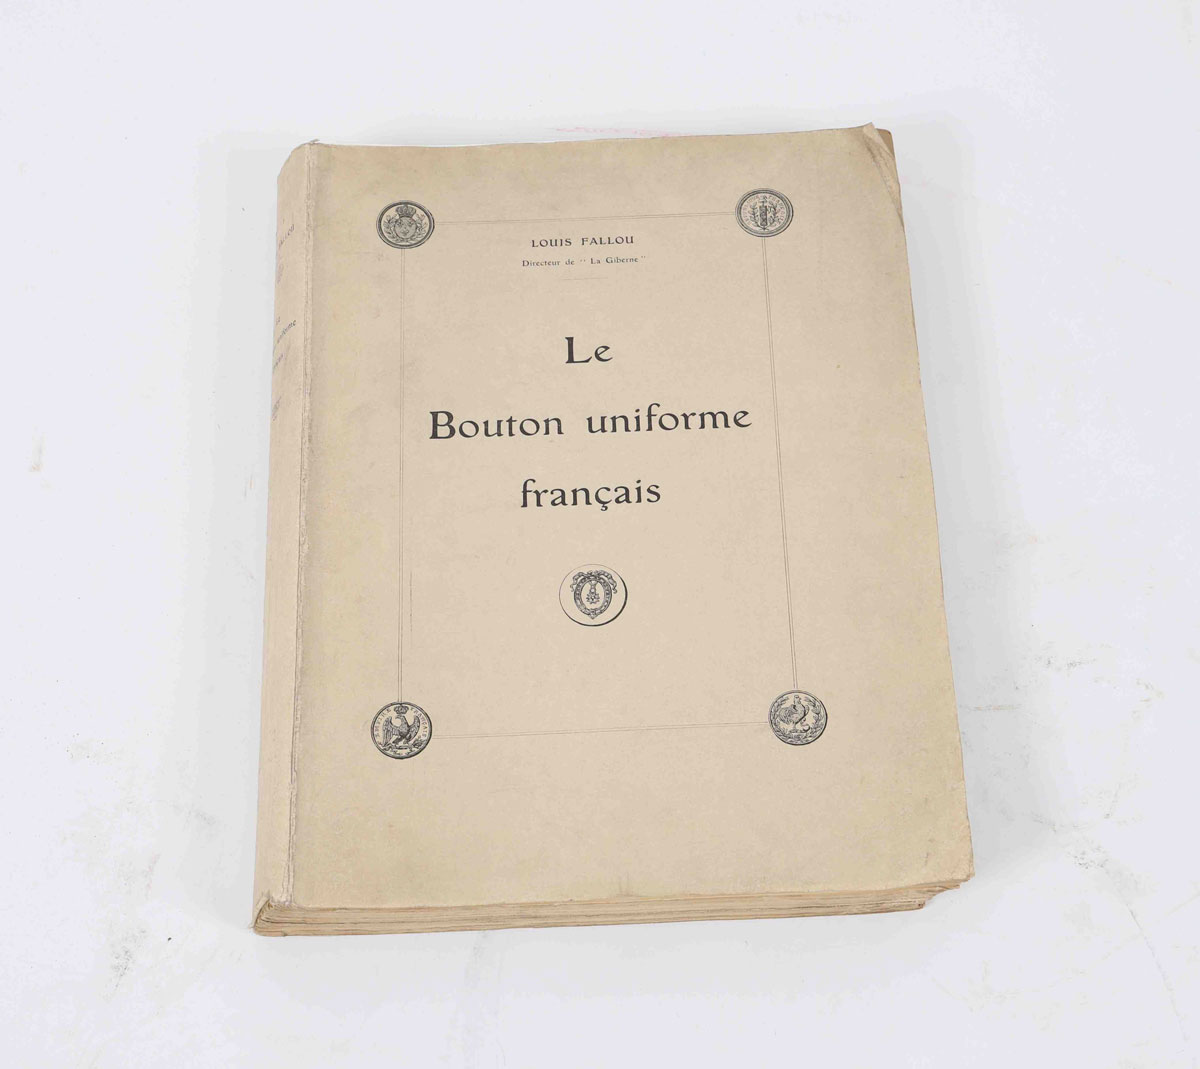 LOUIS FALLOU
Directeur de "La Giberne"
Le
Bouton uniforme
français